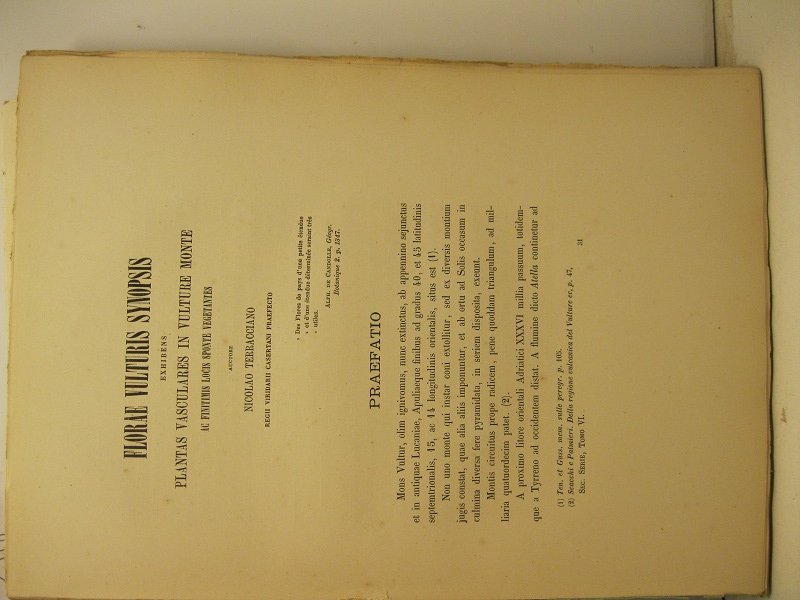 FLORAE VULTURIS SYNOPSIS
EXHIBENS
PLANTAS VASCULARES IN VULTURE MONTE
AC FINITIMIS LOCIS SPONTE VEGETANTES
AUCTORE
NICOLAO TERRACCIANO
REGII VIRIDARII CASERTANI PRAEFECTO
« Des Flores de pays d'une petite étendue
« et d'une étendue déterminée seraint très
« utiles.
ALPH. DE CANDOLLE, Géogr.
Botanique 2. p. 1347.
PRAEFATIO
Mons Vultur, olim ignivomus, nunc extinctus, ab appennino sejunctus
et in antiquae Lucaniae, Apuliaeque finibus ad gradus 40, et 45 latitudinis
septemtrionalis, 15, ac 14 longitudinis orientalis, situs est (1).
Non uno monte qui instar coni extollitur, sed ex diversis montium
jugis constat, quae alia aliis imponuntur, et ab ortu ad Solis occasum in
culmina diversa fere pyramidata, in seriem disposita, exeunt.
Montis circuitus prope radicem, pene quoddam triangulum, ad mil-
liaria quatuordecim patet. (2).
A proximo litore orientali Adriatici XXXVI millia passuum, totidem-
que a Tyrreno ad occidentem distat. A flumine dicto Atella continetur ad
(1) Ten. et Guss. mem. sulle peregr. p. 105.
(2) Scacchi e Palmieri. Della regione vulcanica del Vulture ec. p. 47.
SEC. SERIE, TOMO VI.
31